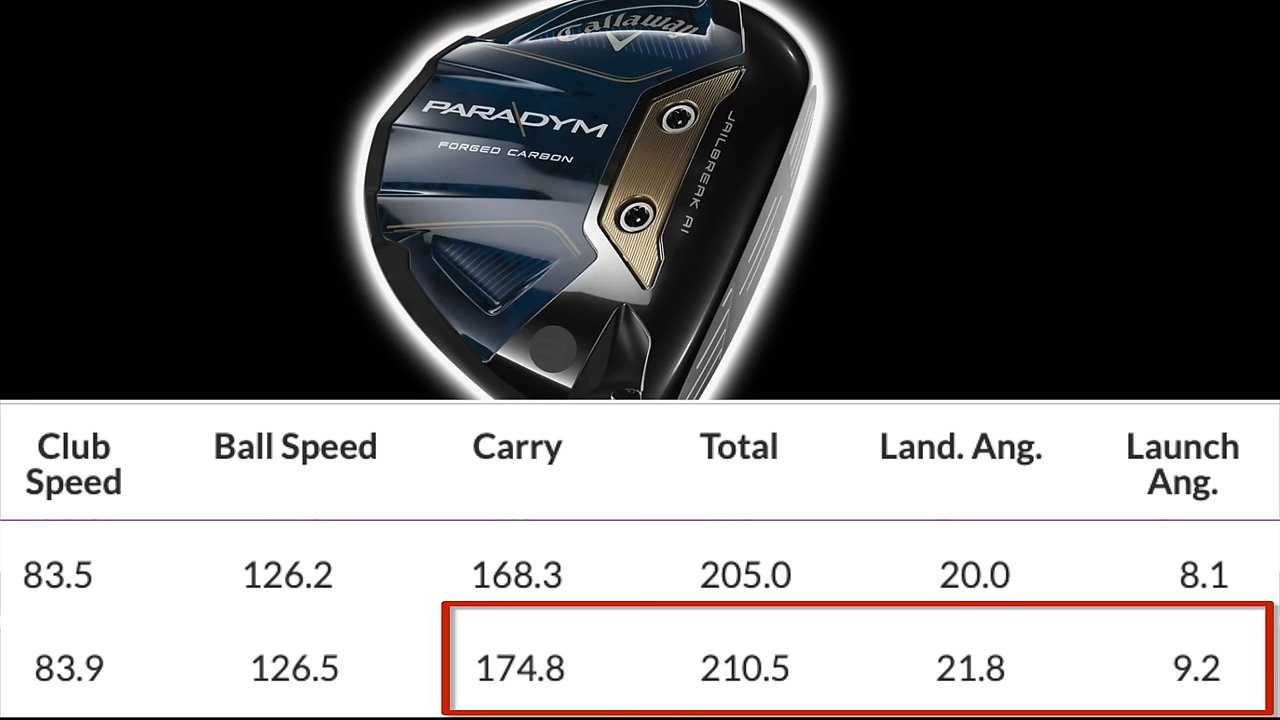 Callaway
PARADYM
FORGED CARBON
JAILBREAK AI
Club Speed
Ball Speed
Carry
Total
Land. Ang.
Launch Ang.
83.5 126.2 168.3 205.0 20.0 8.1
83.9 126.5 174.8 210.5 21.8 9.2